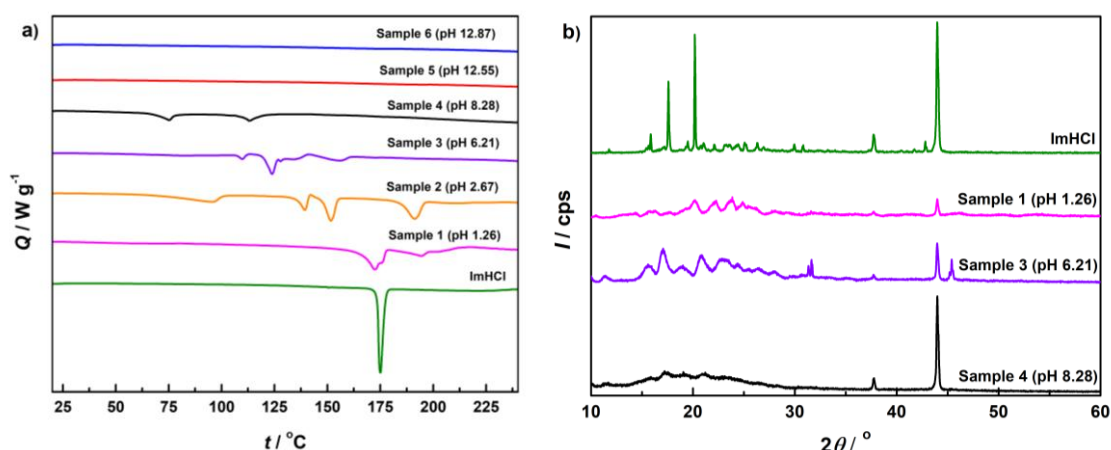 a)
Sample 6 (pH 12.87)
Sample 5 (pH 12.55)
Sample 4 (pH 8.28)
Sample 3 (pH 6.21)
Sample 2 (pH 2.67)
Sample 1 (pH 1.26)
ImHCl
Q / W g⁻¹
25 50 75 100 125 150 175 200 225
t / °C
b)
ImHCl
Sample 1 (pH 1.26)
Sample 3 (pH 6.21)
Sample 4 (pH 8.28)
I / cps
10 20 30 40 50 60
2θ / °